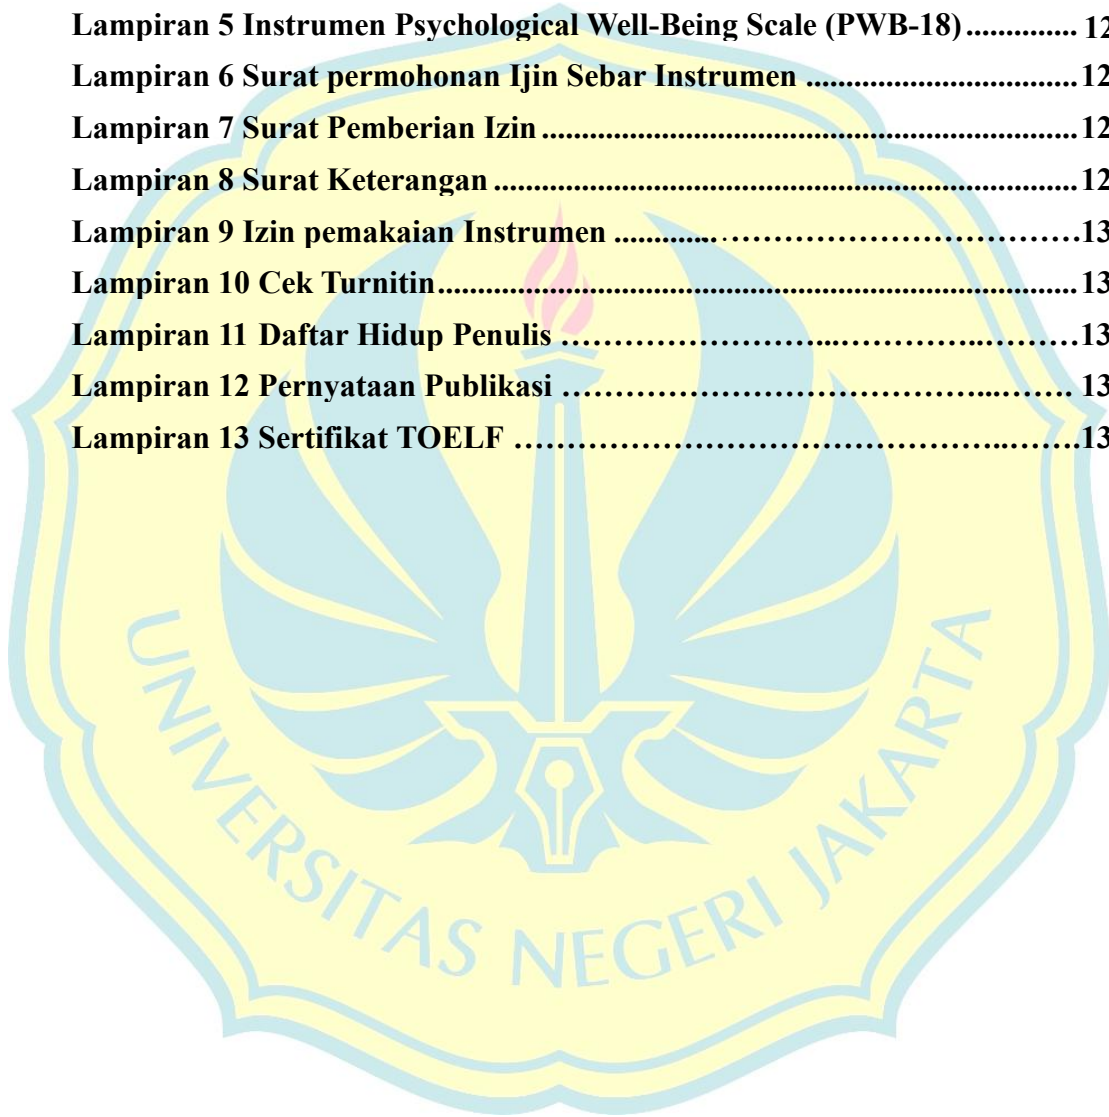 Lampiran 5 Instrumen Psychological Well-Being Scale (PWB-18) .............. 12
Lampiran 6 Surat permohonan Ijin Sebar Instrumen .................................. 12
Lampiran 7 Surat Pemberian Izin .................................................................. 12
Lampiran 8 Surat Keterangan ........................................................................ 12
Lampiran 9 Izin pemakaian Instrumen .............……………………………13
Lampiran 10 Cek Turnitin............................................................................... 13
Lampiran 11 Daftar Hidup Penulis ……………………...…………...………13
Lampiran 12 Pernyataan Publikasi …………………………………...……. 13
Lampiran 13 Sertifikat TOELF ………………………………………...…….13
UNIVERSITAS NEGERI JAKARTA